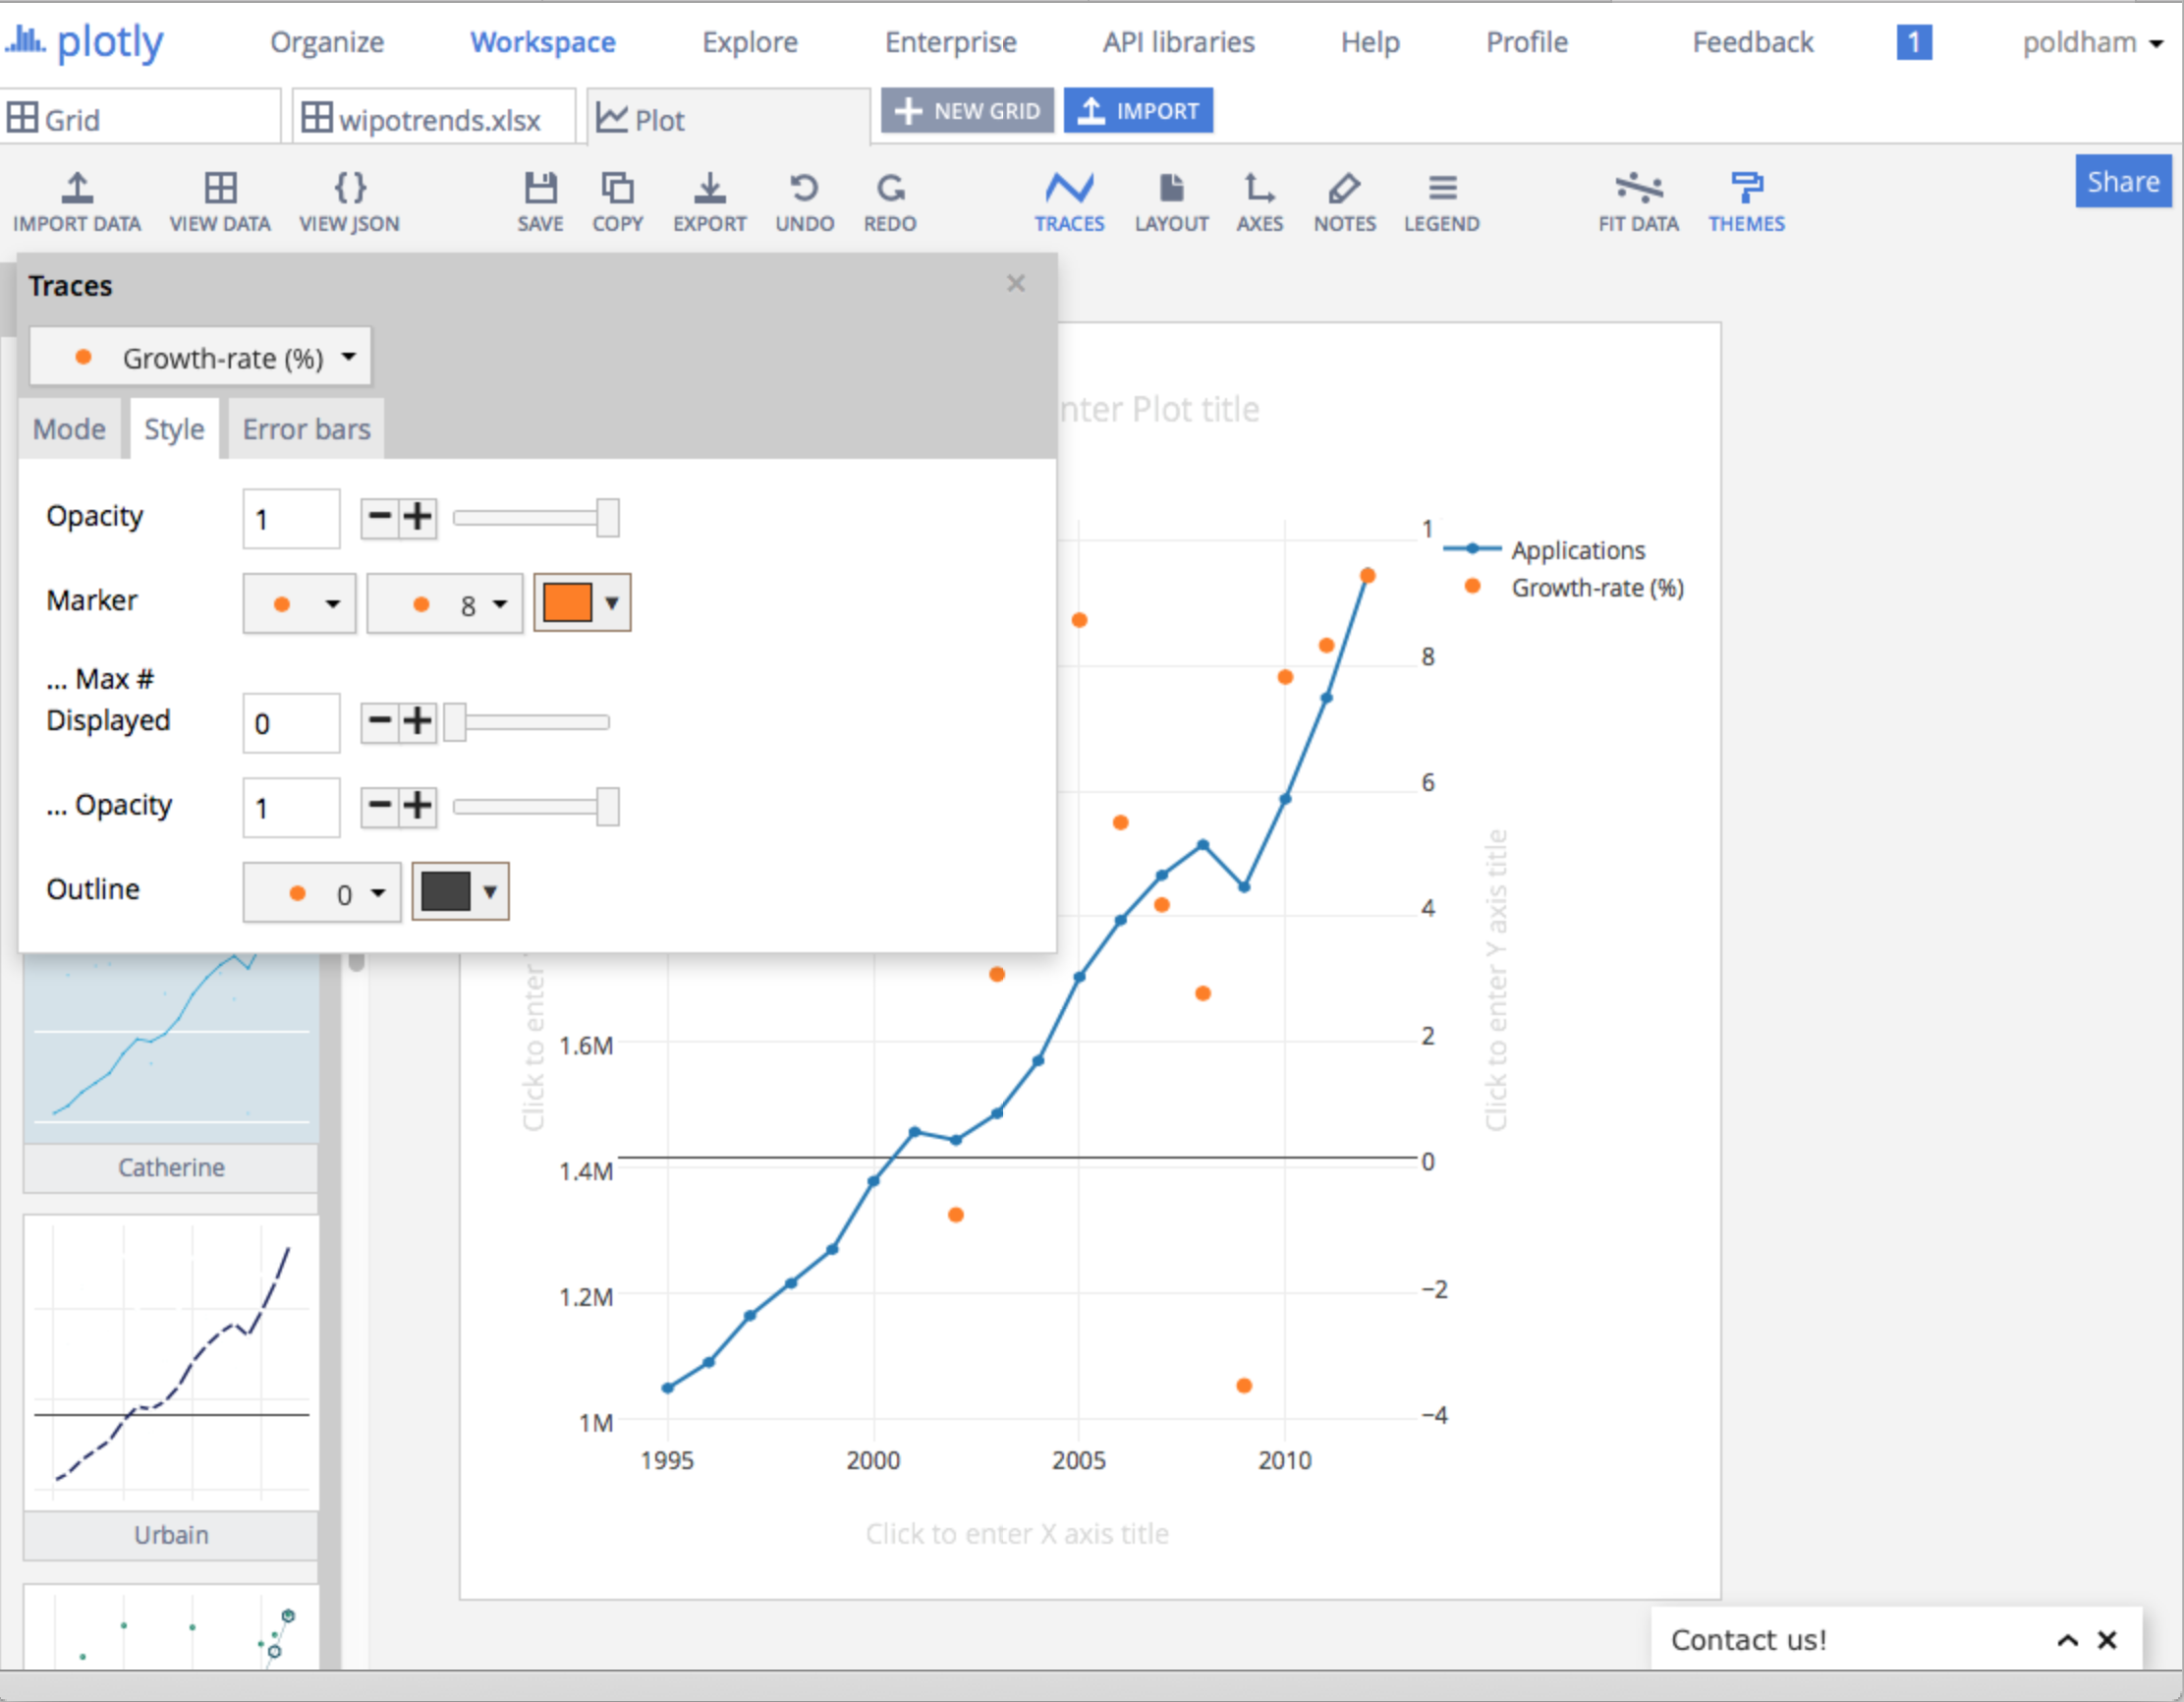 plotly Organize Workspace Explore Enterprise API libraries Help Profile Feedback 1 poldham
Grid wipotrends.xlsx Plot NEW GRID IMPORT
IMPORT DATA VIEW DATA VIEW JSON SAVE COPY EXPORT UNDO REDO TRACES LAYOUT AXES NOTES LEGEND FIT DATA THEMES Share
Traces
Growth-rate (%)
Mode Style Error bars
Opacity 1
Marker 8
... Max #
Displayed 0
... Opacity 1
Outline 0
nter Plot title
Applications
Growth-rate (%)
1
8
6
4
2
0
−2
−4
Click to enter Y axis title
Click to enter
1.6M
1.4M
1.2M
1M
1995 2000 2005 2010
Click to enter X axis title
Catherine
Urbain
Contact us!